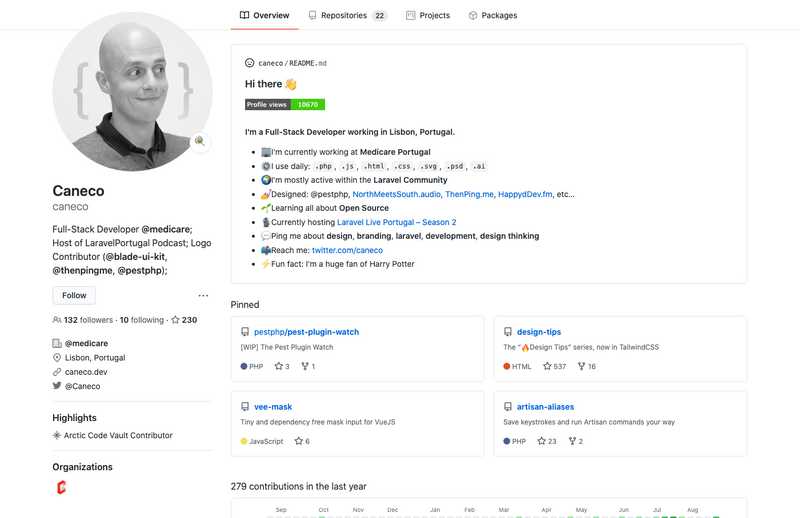 Overview
Repositories 22
Projects
Packages
{ }
Caneco
caneco
Full-Stack Developer @medicare;
Host of LaravelPortugal Podcast; Logo
Contributor (@blade-ui-kit,
@thenpingme, @pestphp);
Follow
132 followers · 10 following · 230
@medicare
Lisbon, Portugal
caneco.dev
@Caneco
Highlights
Arctic Code Vault Contributor
Organizations
caneco/README.md
Hi there 👋
Profile views 10670
I'm a Full-Stack Developer working in Lisbon, Portugal.
I'm currently working at Medicare Portugal
I use daily: .php, .js, .html, .css, .svg, .psd, .ai
I'm mostly active within the Laravel Community
Designed: @pestphp, NorthMeetsSouth.audio, ThenPing.me, HappydDev.fm, etc...
Learning all about Open Source
Currently hosting Laravel Live Portugal – Season 2
Ping me about design, branding, laravel, development, design thinking
Reach me: twitter.com/caneco
Fun fact: I'm a huge fan of Harry Potter
Pinned
pestphp/pest-plugin-watch
[WIP] The Pest Plugin Watch
PHP 3 1
design-tips
The "🔥Design Tips" series, now in TailwindCSS
HTML 537 16
vee-mask
Tiny and dependency free mask input for VueJS
JavaScript 6
artisan-aliases
Save keystrokes and run Artisan commands your way
PHP 23 2
279 contributions in the last year
Sep Oct Nov Dec Jan Feb Mar Apr May Jun Jul Aug